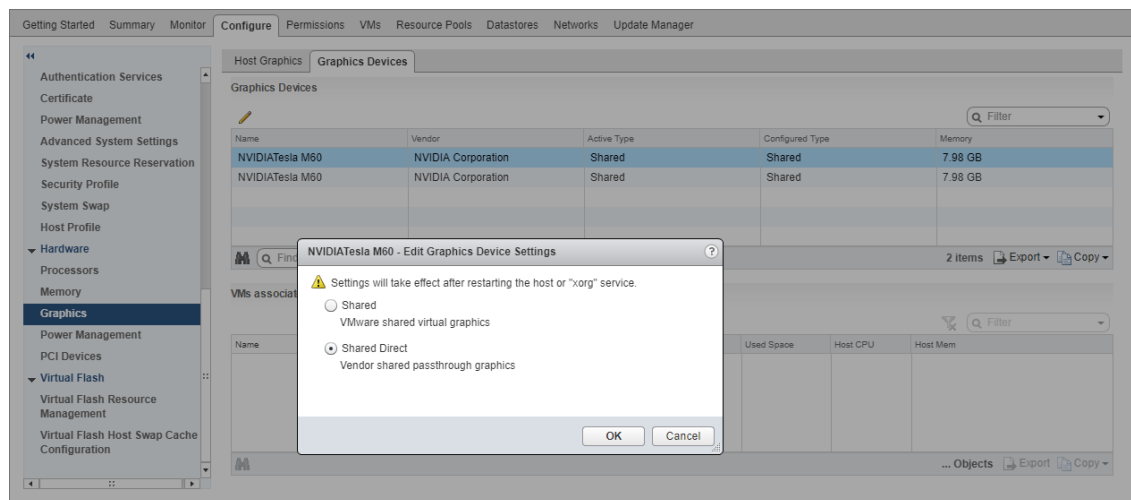 Getting Started Summary Monitor Configure Permissions VMs Resource Pools Datastores Networks Update Manager
Authentication Services
Certificate
Power Management
Advanced System Settings
System Resource Reservation
Security Profile
System Swap
Host Profile
Hardware
Processors
Memory
Graphics
Power Management
PCI Devices
Virtual Flash
Virtual Flash Resource
Management
Virtual Flash Host Swap Cache
Configuration
Host Graphics Graphics Devices
Graphics Devices
Filter
Name Vendor Active Type Configured Type Memory
NVIDIATesla M60 NVIDIA Corporation Shared Shared 7.98 GB
NVIDIATesla M60 NVIDIA Corporation Shared Shared 7.98 GB
2 items Export Copy
VMs
Filter
Name Used Space Host CPU Host Mem
... Objects Export Copy
NVIDIATesla M60 - Edit Graphics Device Settings ?
Settings will take effect after restarting the host or "xorg" service.
Shared
VMware shared virtual graphics
Shared Direct
Vendor shared passthrough graphics
OK Cancel